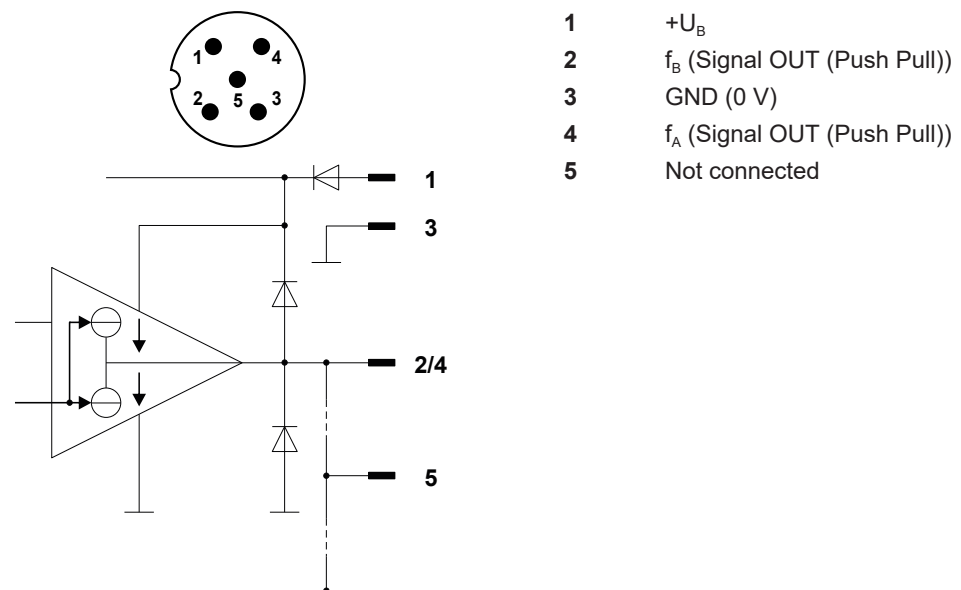 1 4
2 5 3
1 +U_B
2 f_B (Signal OUT (Push Pull))
3 GND (0 V)
4 f_A (Signal OUT (Push Pull))
5 Not connected
1
3
2/4
5